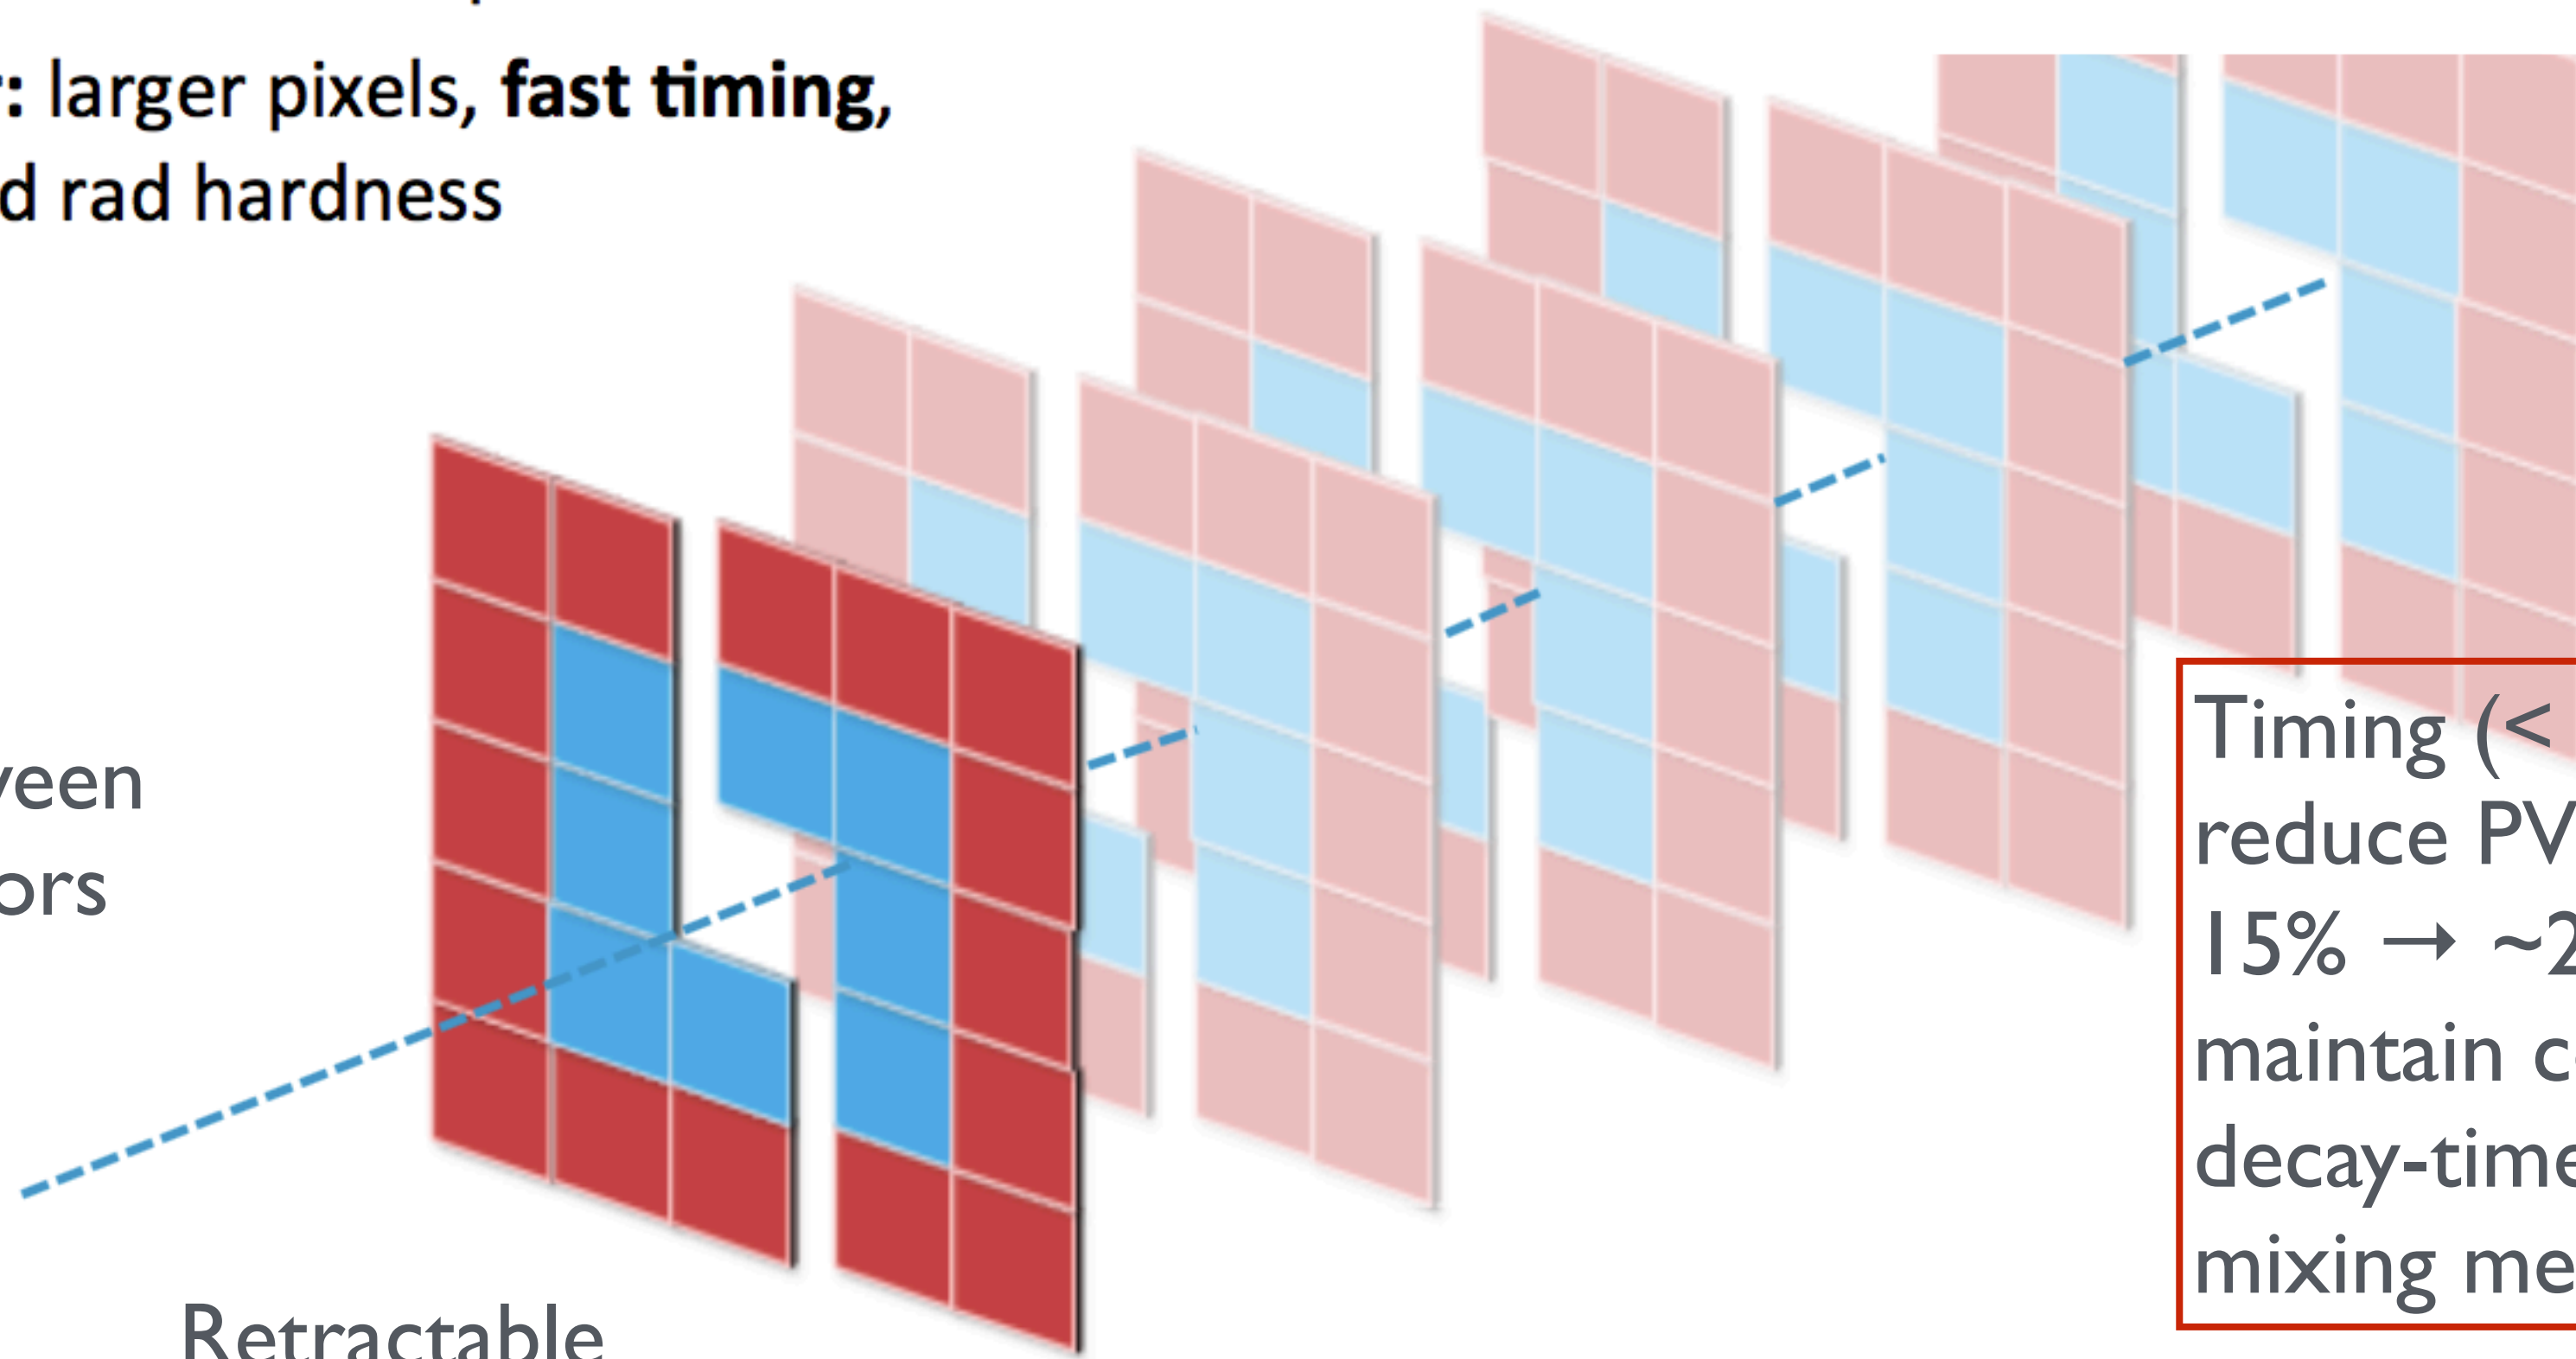 : larger pixels, fast timing,
d rad hardness
veen
ors
Retractable
Timing (<
reduce PV
15% → ~2
maintain c
decay-time
mixing me